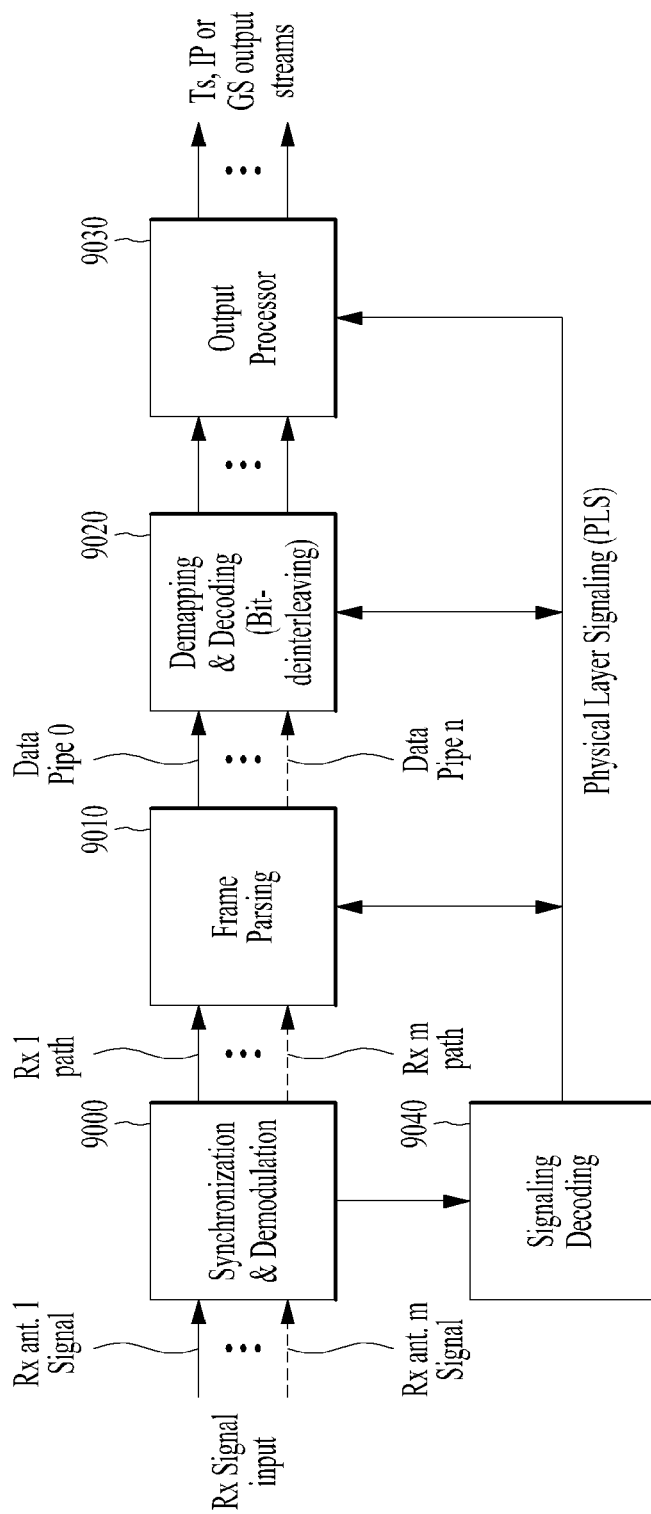 Rx Signal
input
Rx ant. 1
Signal
Rx ant. m
Signal
9000
Synchronization
& Demodulation
Rx 1
path
Rx m
path
9010
Frame
Parsing
Data
Pipe 0
Data
Pipe n
9020
Demapping
& Decoding
(Bit-
deinterleaving)
9030
Output
Processor
Ts, IP or
GS output
streams
9040
Signaling
Decoding
Physical Layer Signaling (PLS)